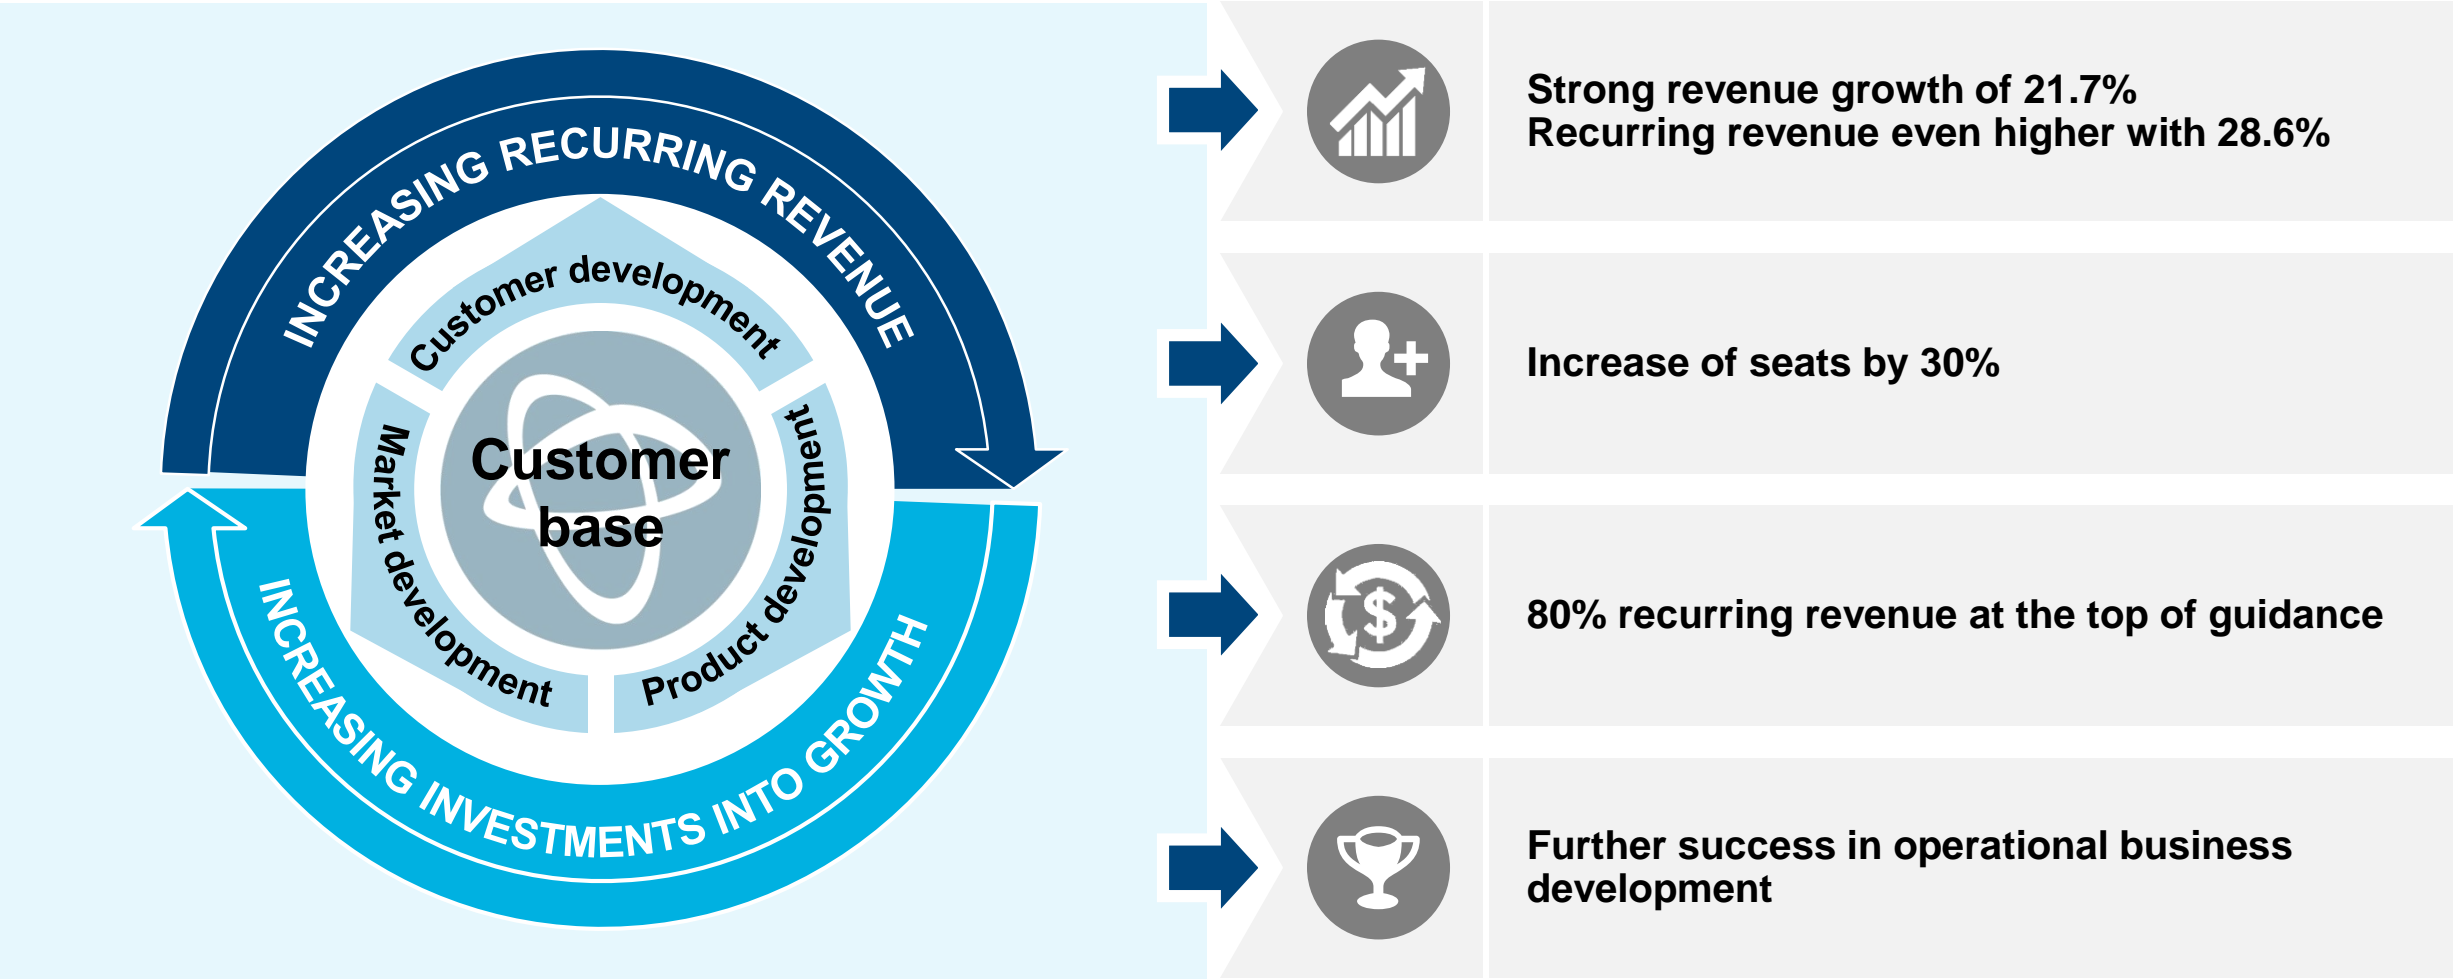 INCREASING RECURRING REVENUE
Customer development
Market development
Product development
Customer
base
INCREASING INVESTMENTS INTO GROWTH
Strong revenue growth of 21.7%
Recurring revenue even higher with 28.6%
Increase of seats by 30%
$
80% recurring revenue at the top of guidance
Further success in operational business
development